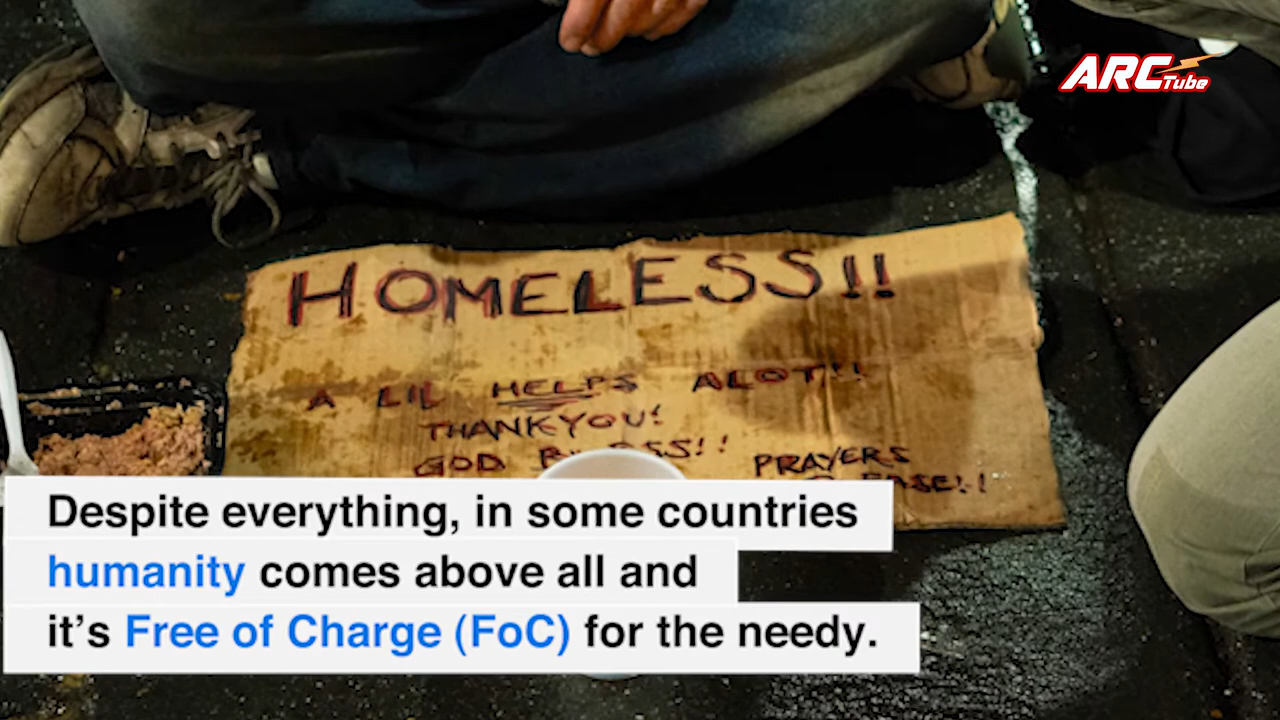 ARC Tube
HOMELESS!!
A LIL HELPS ALOT!!
THANKYOU!
GOD
PRAYERS
Despite everything, in some countries
humanity comes above all and
it's Free of Charge (FoC) for the needy.